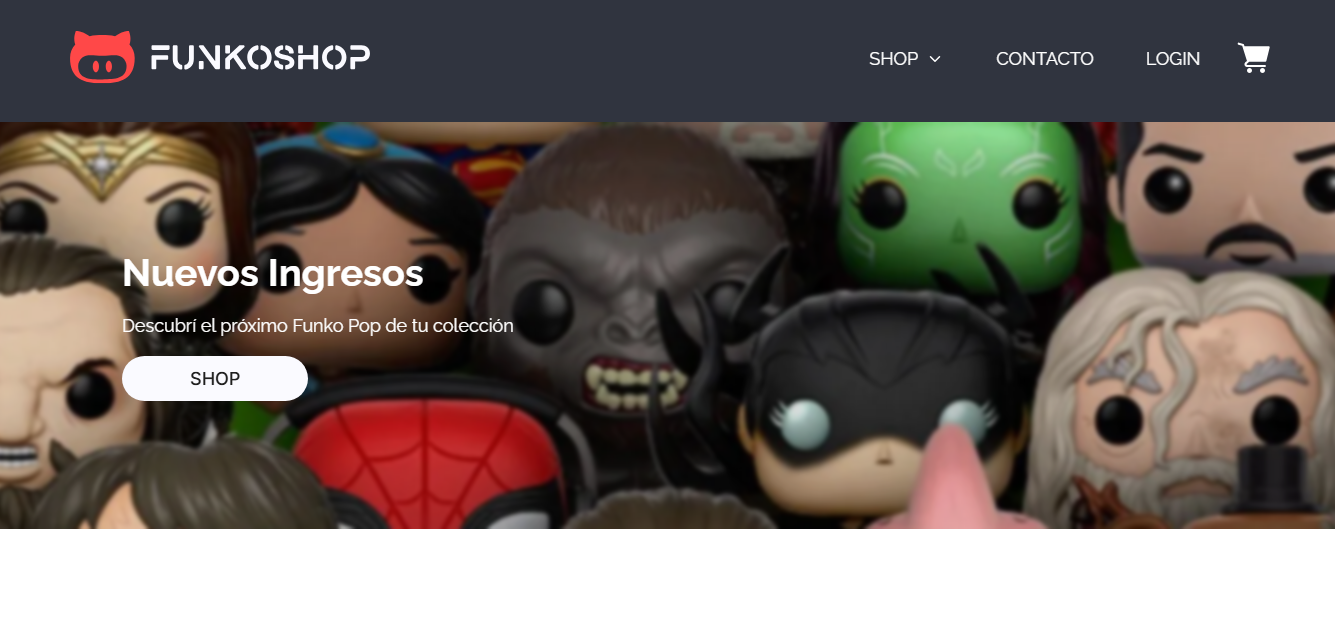 FUNKOSHOP
SHOP
CONTACTO
LOGIN
Nuevos Ingresos
Descubrí el próximo Funko Pop de tu colección
SHOP